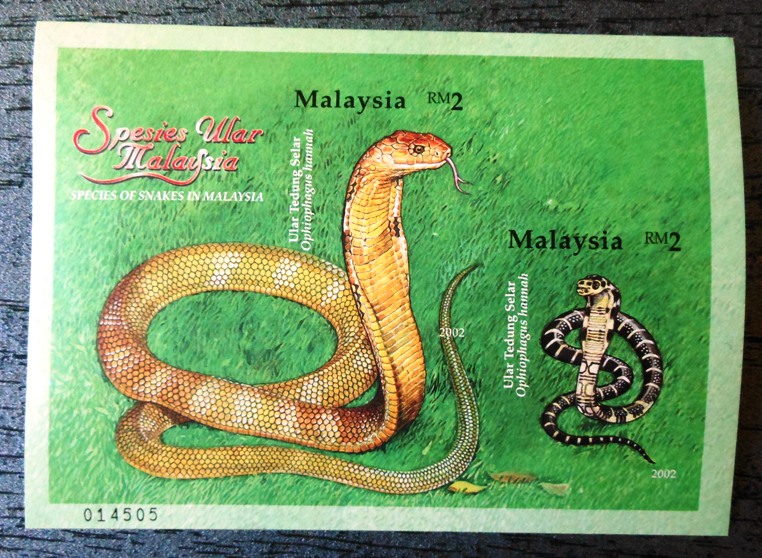 Spesies Ular
Malaysia
SPECIES OF SNAKES IN MALAYSIA
Malaysia RM2
Ular Tedung Selar
Ophiophagus hannah
2002
Malaysia RM2
Ular Tedung Selar
Ophiophagus hannah
2002
014505